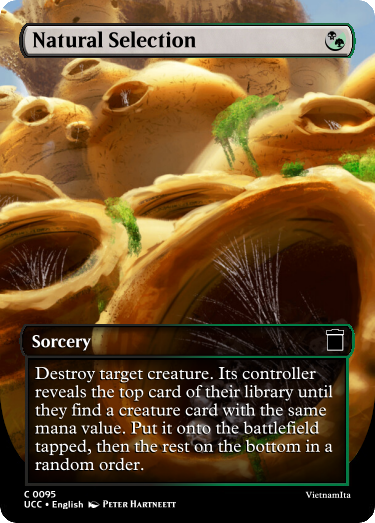 Natural Selection
Sorcery
Destroy target creature. Its controller
reveals the top card of their library until
they find a creature card with the same
mana value. Put it onto the battlefield
tapped, then the rest on the bottom in a
random order.
C 0095
VietnamIta
UCC • English PETER HARTNEETT